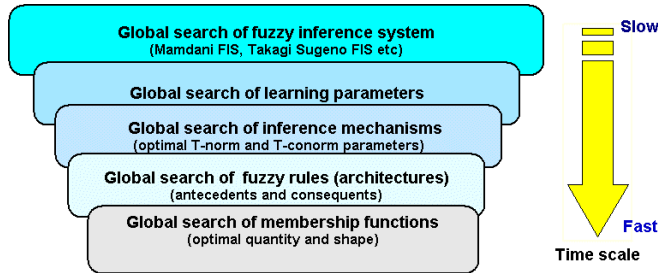 Global search of fuzzy inference system
(Mamdani FIS, Takagi Sugeno FIS etc)
Global search of learning parameters
Global search of inference mechanisms
(optimal T-norm and T-conorm parameters)
Global search of fuzzy rules (architectures)
(antecedents and consequents)
Global search of membership functions
(optimal quantity and shape)
Slow
Fast
Time scale